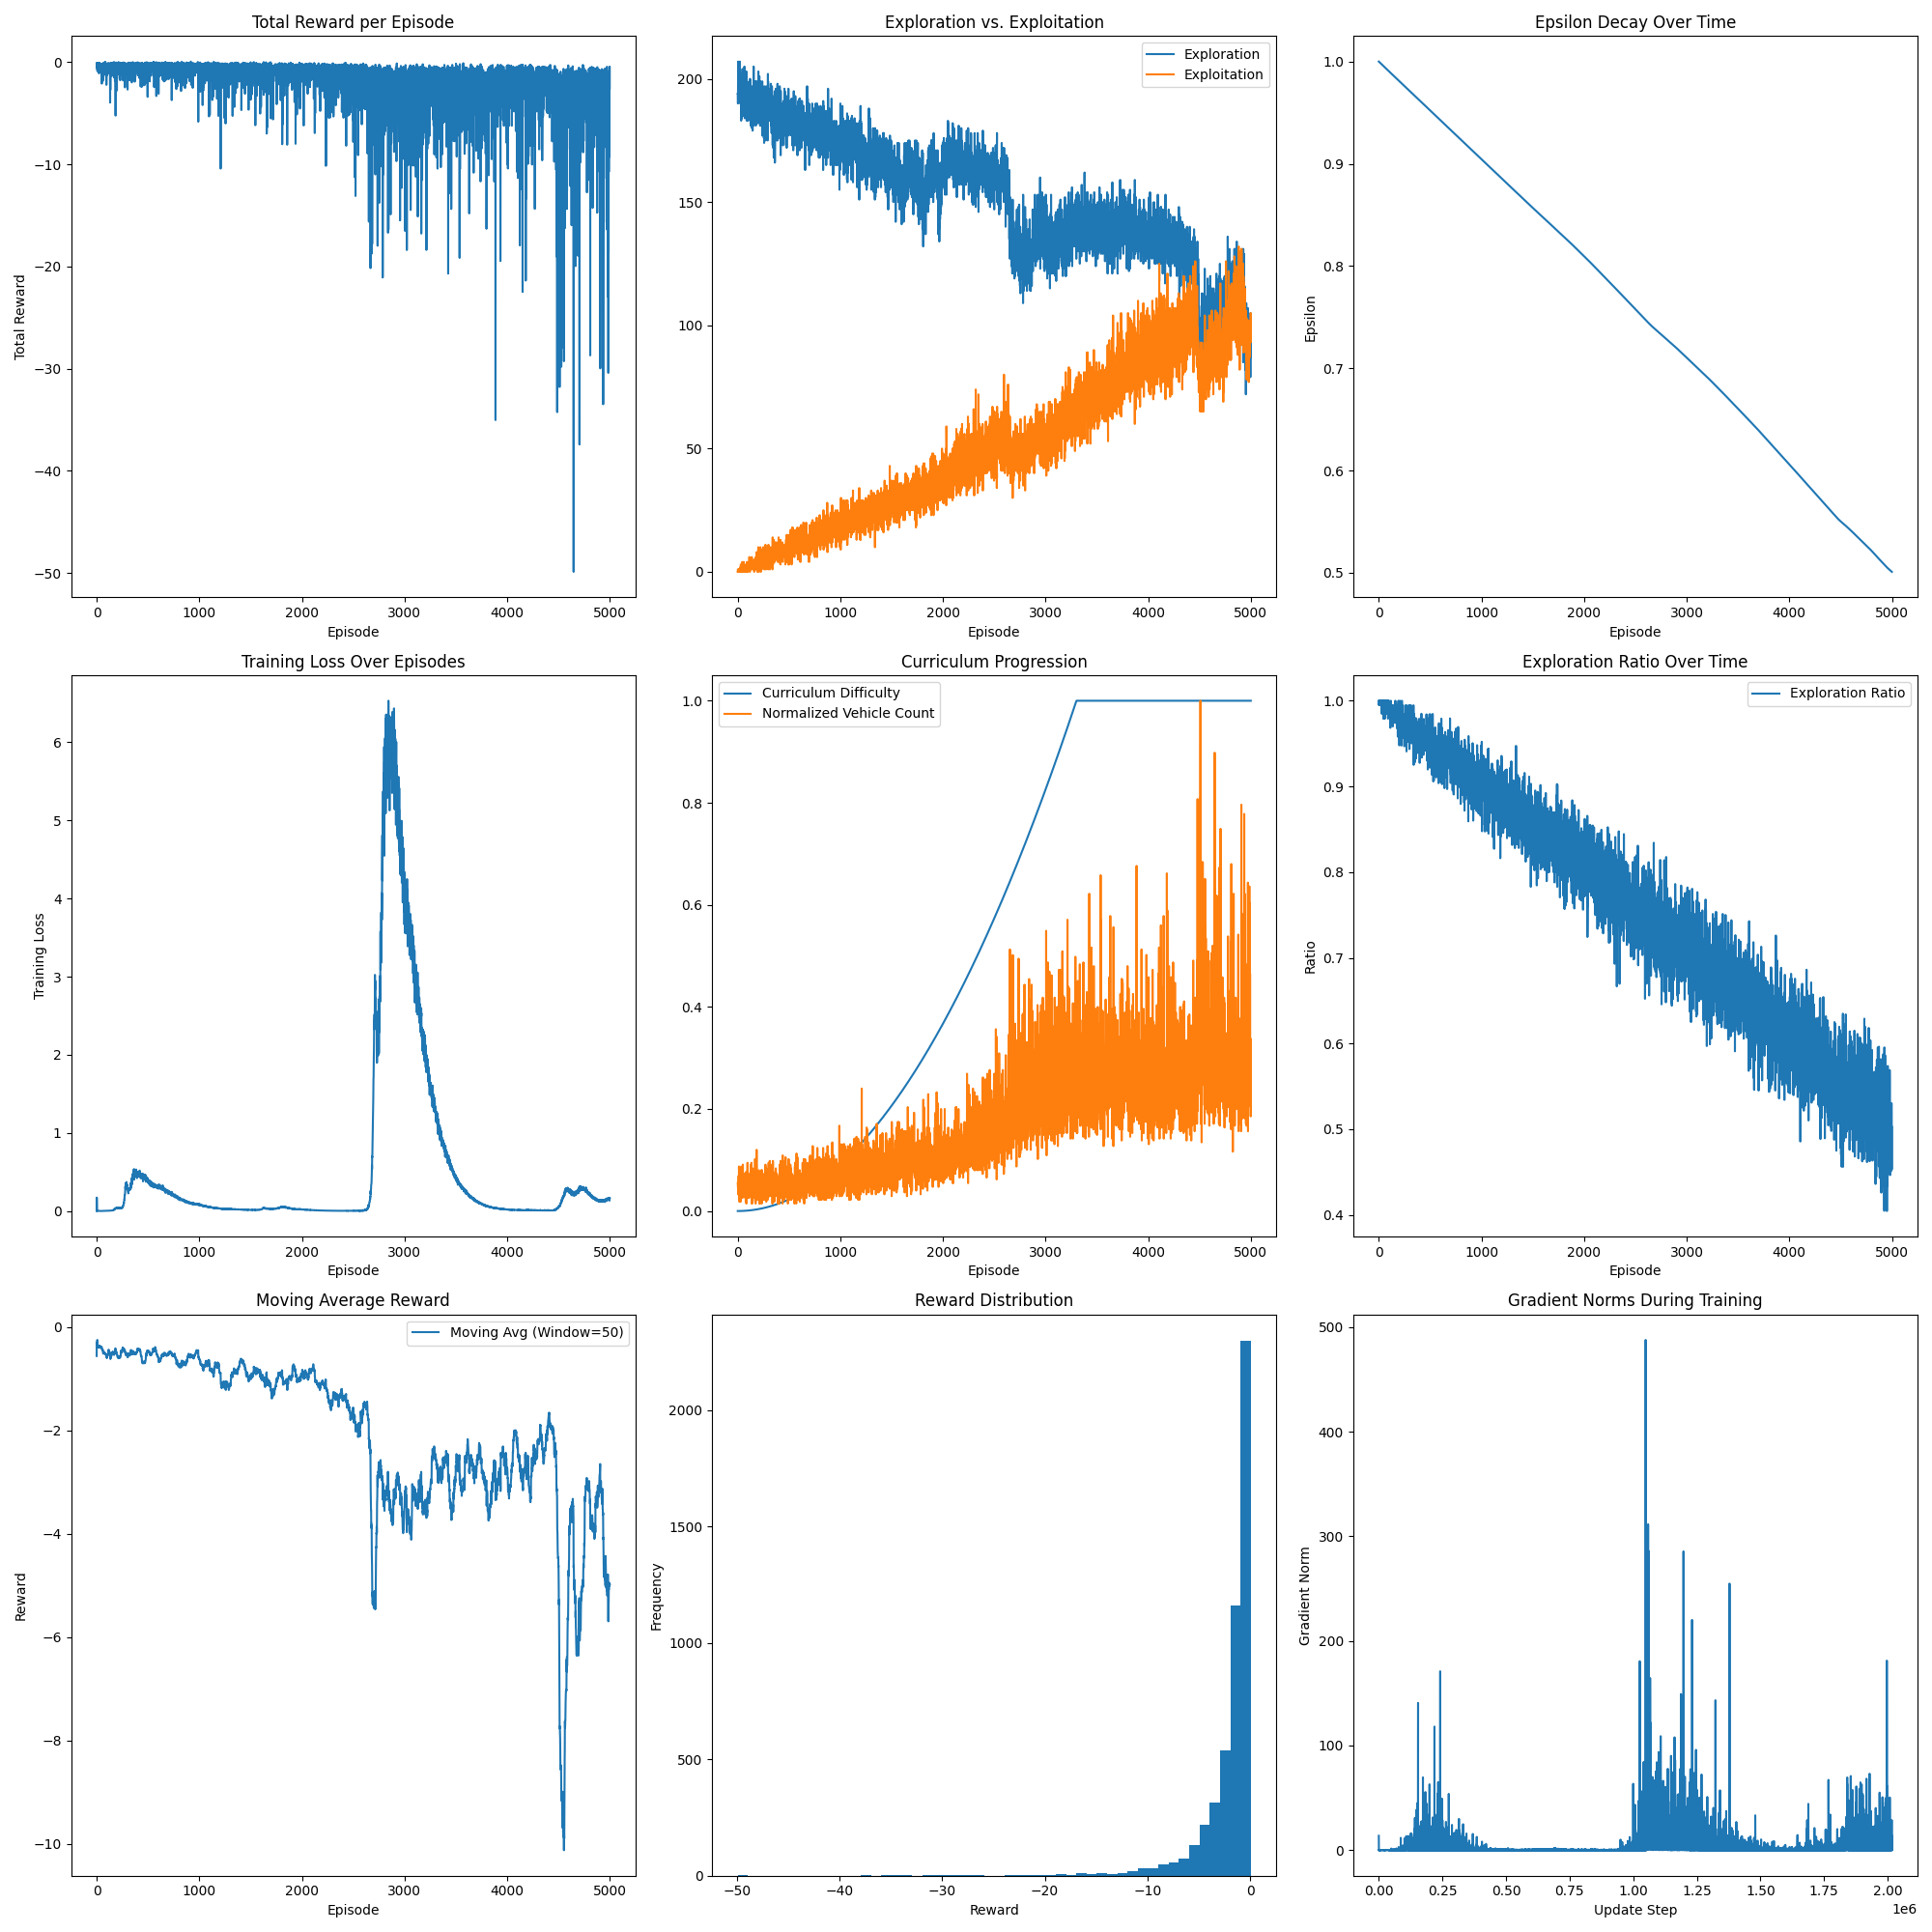 Total Reward per Episode
Total Reward
0
−10
−20
−30
−40
−50
0 1000 2000 3000 4000 5000
Episode
Exploration vs. Exploitation
Exploration
Exploitation
200
150
100
50
0
0 1000 2000 3000 4000 5000
Episode
Epsilon Decay Over Time
Epsilon
1.0
0.9
0.8
0.7
0.6
0.5
0 1000 2000 3000 4000 5000
Episode
Training Loss Over Episodes
Training Loss
6
5
4
3
2
1
0
0 1000 2000 3000 4000 5000
Episode
Curriculum Progression
Curriculum Difficulty
Normalized Vehicle Count
1.0
0.8
0.6
0.4
0.2
0.0
0 1000 2000 3000 4000 5000
Episode
Exploration Ratio Over Time
Exploration Ratio
Ratio
1.0
0.9
0.8
0.7
0.6
0.5
0.4
0 1000 2000 3000 4000 5000
Episode
Moving Average Reward
Moving Avg (Window=50)
Reward
0
−2
−4
−6
−8
−10
0 1000 2000 3000 4000 5000
Episode
Reward Distribution
Frequency
2000
1500
1000
500
0
−50 −40 −30 −20 −10 0
Reward
Gradient Norms During Training
Gradient Norm
500
400
300
200
100
0
0.00 0.25 0.50 0.75 1.00 1.25 1.50 1.75 2.00
1e6
Update Step